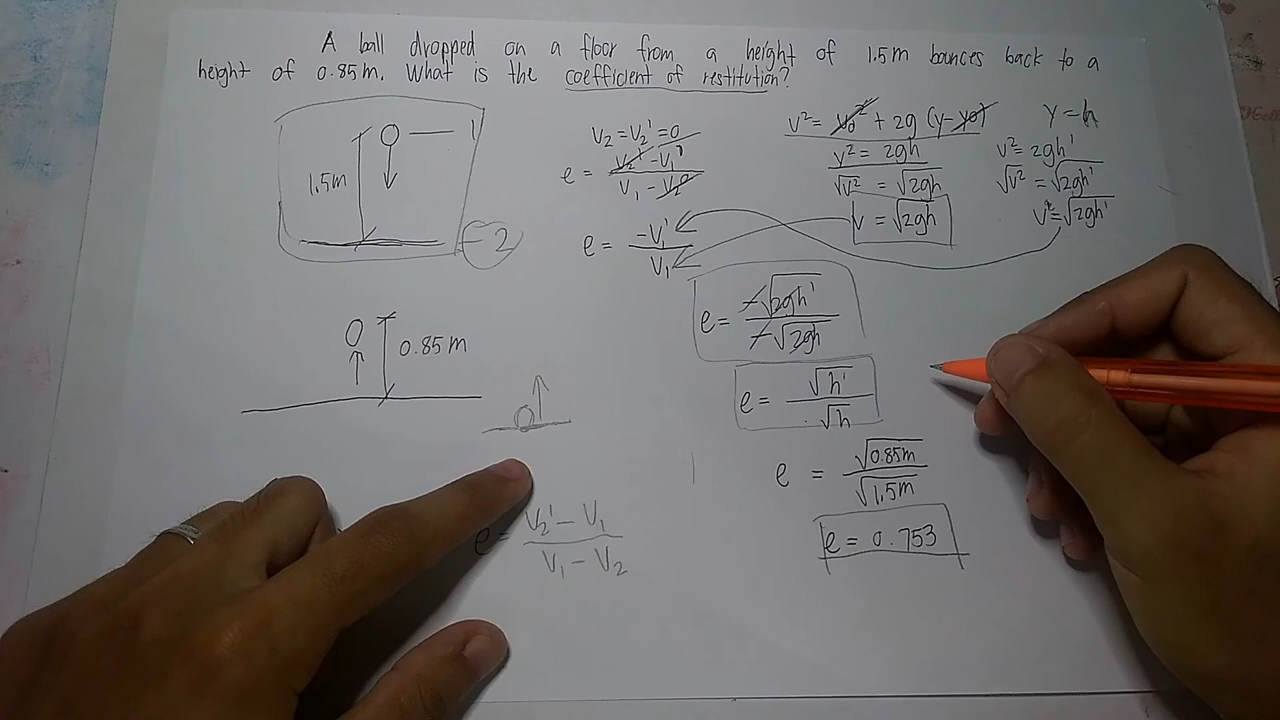 A ball dropped on a floor from a height of 1.5m bounces back to a
height of 0.85m. What is the coefficient of restitution?
1
1.5m
2
0.85m
V₂=V₂'=0
e = V₂' - V₁' / V₁ - V₂
e = -V₁' / V₁
V² = V₀² + 2g (y-y₀)
V² = 2gh
√V² = √2gh
V = √2gh
y=h
V² = 2gh'
√V² = √2gh'
V = √2gh'
e = -√2gh' / -√2gh
e = √h' / √h
e = √0.85m / √1.5m
e = 0.753
e = V₂' - V₁ / V₁ - V₂